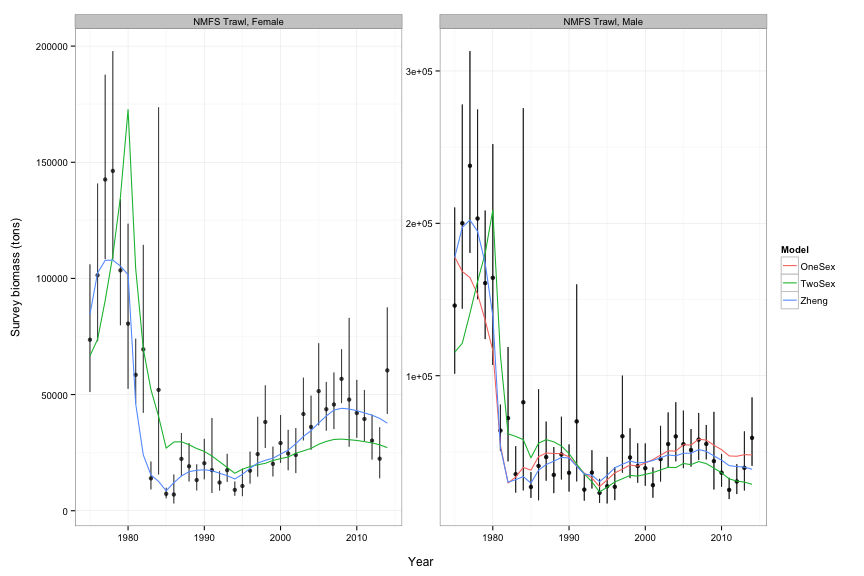 NMFS Trawl, Female
NMFS Trawl, Male
200000
150000
100000
50000
0
3e+05
2e+05
1e+05
Survey biomass (tons)
1980
1990
2000
2010
1980
1990
2000
2010
Year
Model
OneSex
TwoSex
Zheng